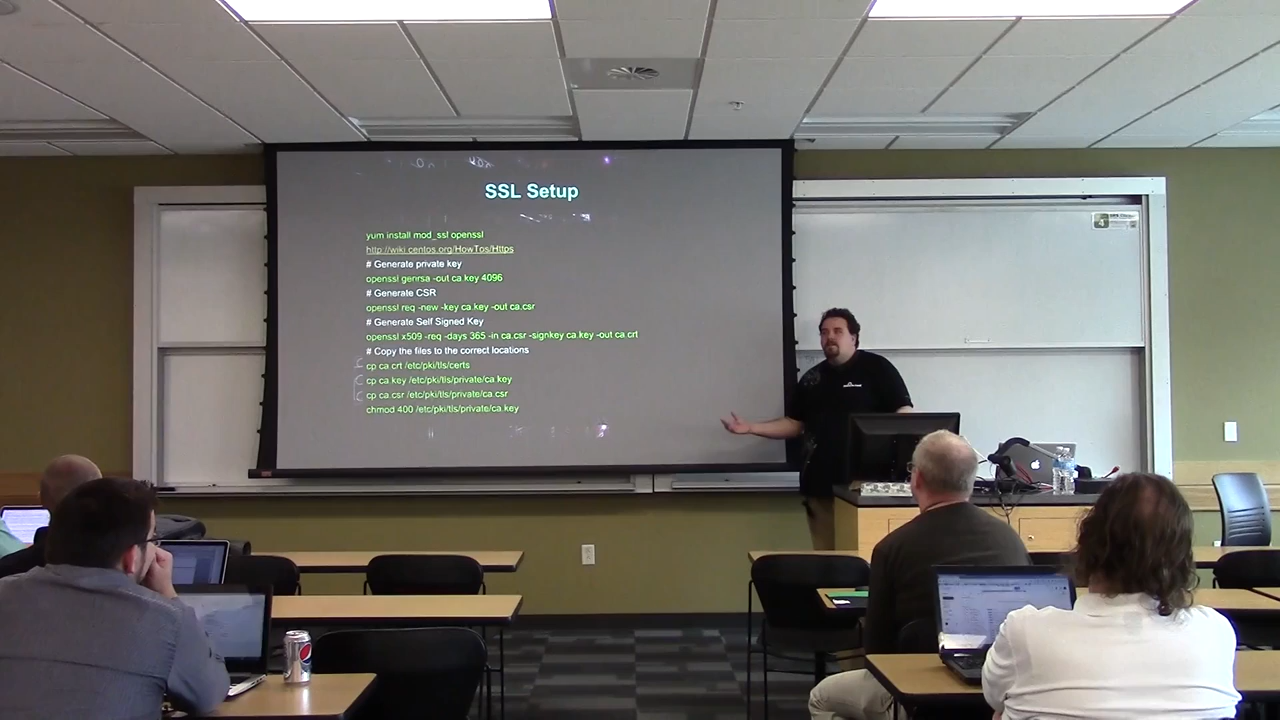 SSL Setup
yum install mod_ssl openssl
http://wiki.centos.org/HowTos/Https
# Generate private key
openssl genrsa -out ca.key 4096
# Generate CSR
openssl req -new -key ca.key -out ca.csr
# Generate Self Signed Key
openssl x509 -req -days 365 -in ca.csr -signkey ca.key -out ca.crt
# Copy the files to the correct locations
cp ca.crt /etc/pki/tls/certs
cp ca.key /etc/pki/tls/private/ca.key
cp ca.csr /etc/pki/tls/private/ca.csr
chmod 400 /etc/pki/tls/private/ca.key
pepsi